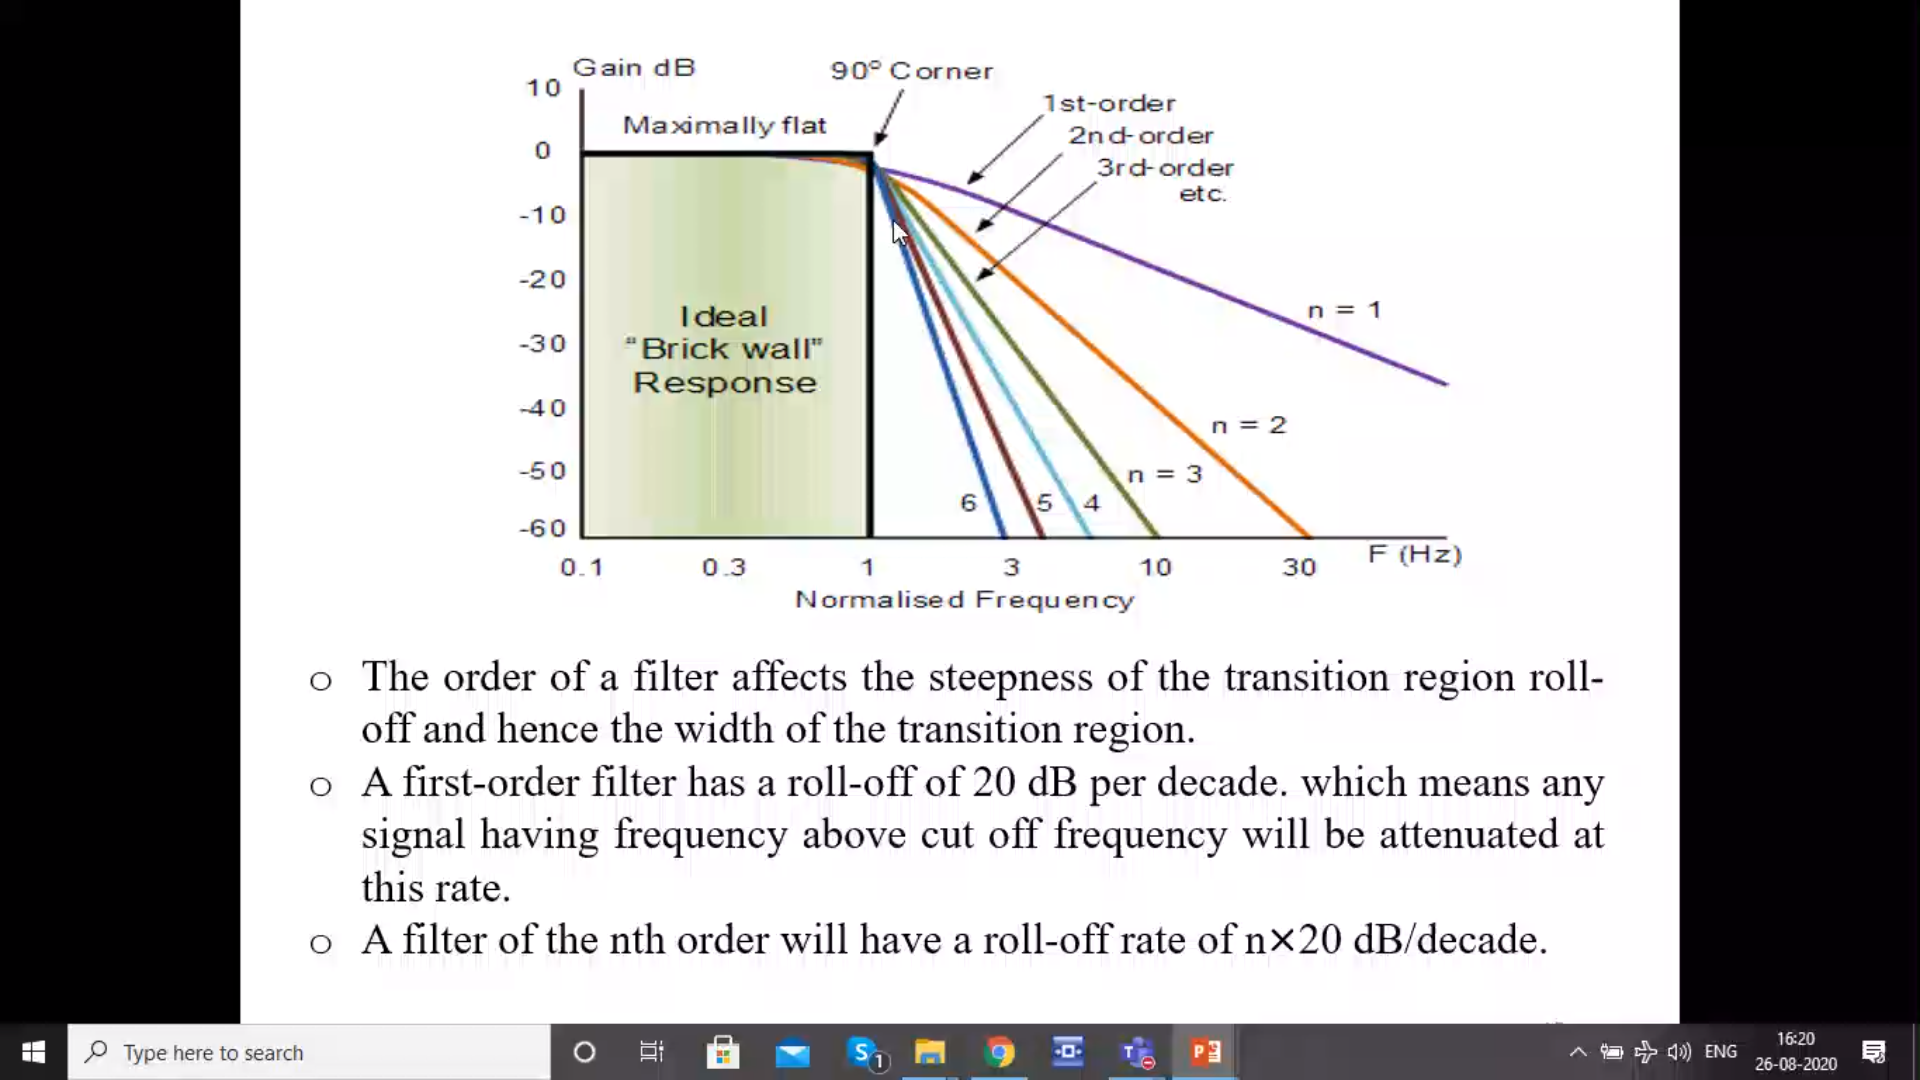 Gain dB
90° Corner
10
1st-order
Maximally flat
2nd-order
0
3rd-order
etc.
-10
-20
Ideal
"Brick wall"
Response
n = 1
-30
-40
n = 2
-50
n = 3
6
5
4
-60
F (Hz)
0.1
0.3
1
3
10
30
Normalised Frequency
o The order of a filter affects the steepness of the transition region roll-
off and hence the width of the transition region.
o A first-order filter has a roll-off of 20 dB per decade. which means any
signal having frequency above cut off frequency will be attenuated at
this rate.
o A filter of the nth order will have a roll-off rate of n×20 dB/decade.
Type here to search
S
1
T
P
ENG
16:20
26-08-2020